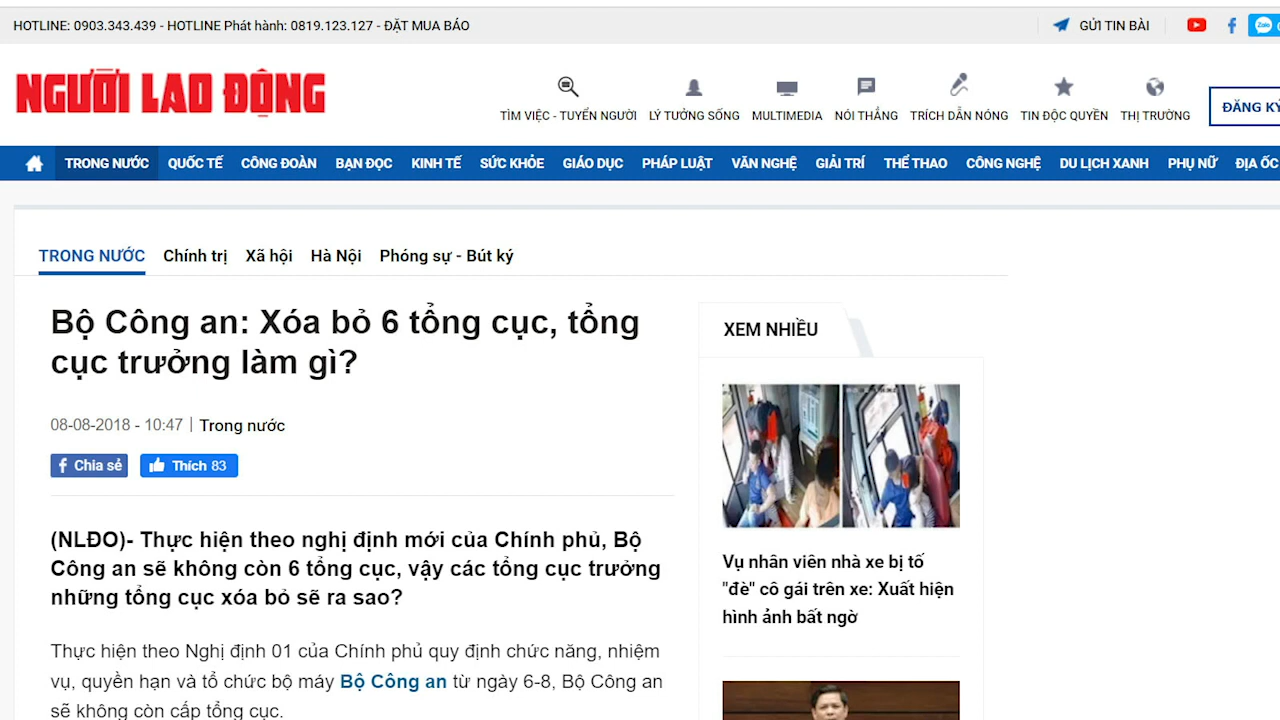 HOTLINE: 0903.343.439 - HOTLINE Phát hành: 0819.123.127 - ĐẶT MUA BÁO
GỬI TIN BÀI
Zalo
NGƯỜI LAO ĐỘNG
TÌM VIỆC - TUYỂN NGƯỜI
LÝ TƯỞNG SỐNG
MULTIMEDIA
NÓI THẲNG
TRÍCH DẪN NÓNG
TIN ĐỘC QUYỀN
THỊ TRƯỜNG
ĐĂNG KÝ
TRONG NƯỚC
QUỐC TẾ
CÔNG ĐOÀN
BẠN ĐỌC
KINH TẾ
SỨC KHỎE
GIÁO DỤC
PHÁP LUẬT
VĂN NGHỆ
GIẢI TRÍ
THỂ THAO
CÔNG NGHỆ
DU LỊCH XANH
PHỤ NỮ
ĐỊA ỐC
TRONG NƯỚC
Chính trị
Xã hội
Hà Nội
Phóng sự - Bút ký
Bộ Công an: Xóa bỏ 6 tổng cục, tổng
cục trưởng làm gì?
08-08-2018 - 10:47
Trong nước
Chia sẻ
Thích 83
(NLĐO)- Thực hiện theo nghị định mới của Chính phủ, Bộ
Công an sẽ không còn 6 tổng cục, vậy các tổng cục trưởng
những tổng cục xóa bỏ sẽ ra sao?
Thực hiện theo Nghị định 01 của Chính phủ quy định chức năng, nhiệm
vụ, quyền hạn và tổ chức bộ máy Bộ Công an từ ngày 6-8, Bộ Công an
sẽ không còn cấp tổng cục.
XEM NHIỀU
Vụ nhân viên nhà xe bị tố
"đè" cô gái trên xe: Xuất hiện
hình ảnh bất ngờ